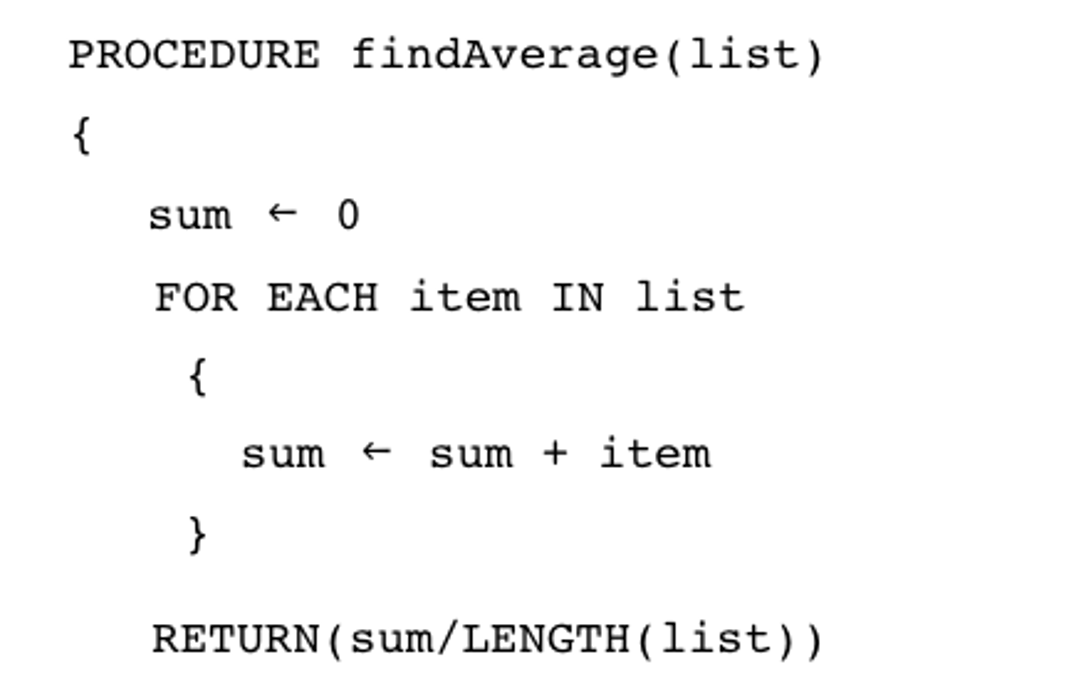 PROCEDURE findAverage(list)
{
sum ← 0
FOR EACH item IN list
{
sum ← sum + item
}
RETURN(sum/LENGTH(list))